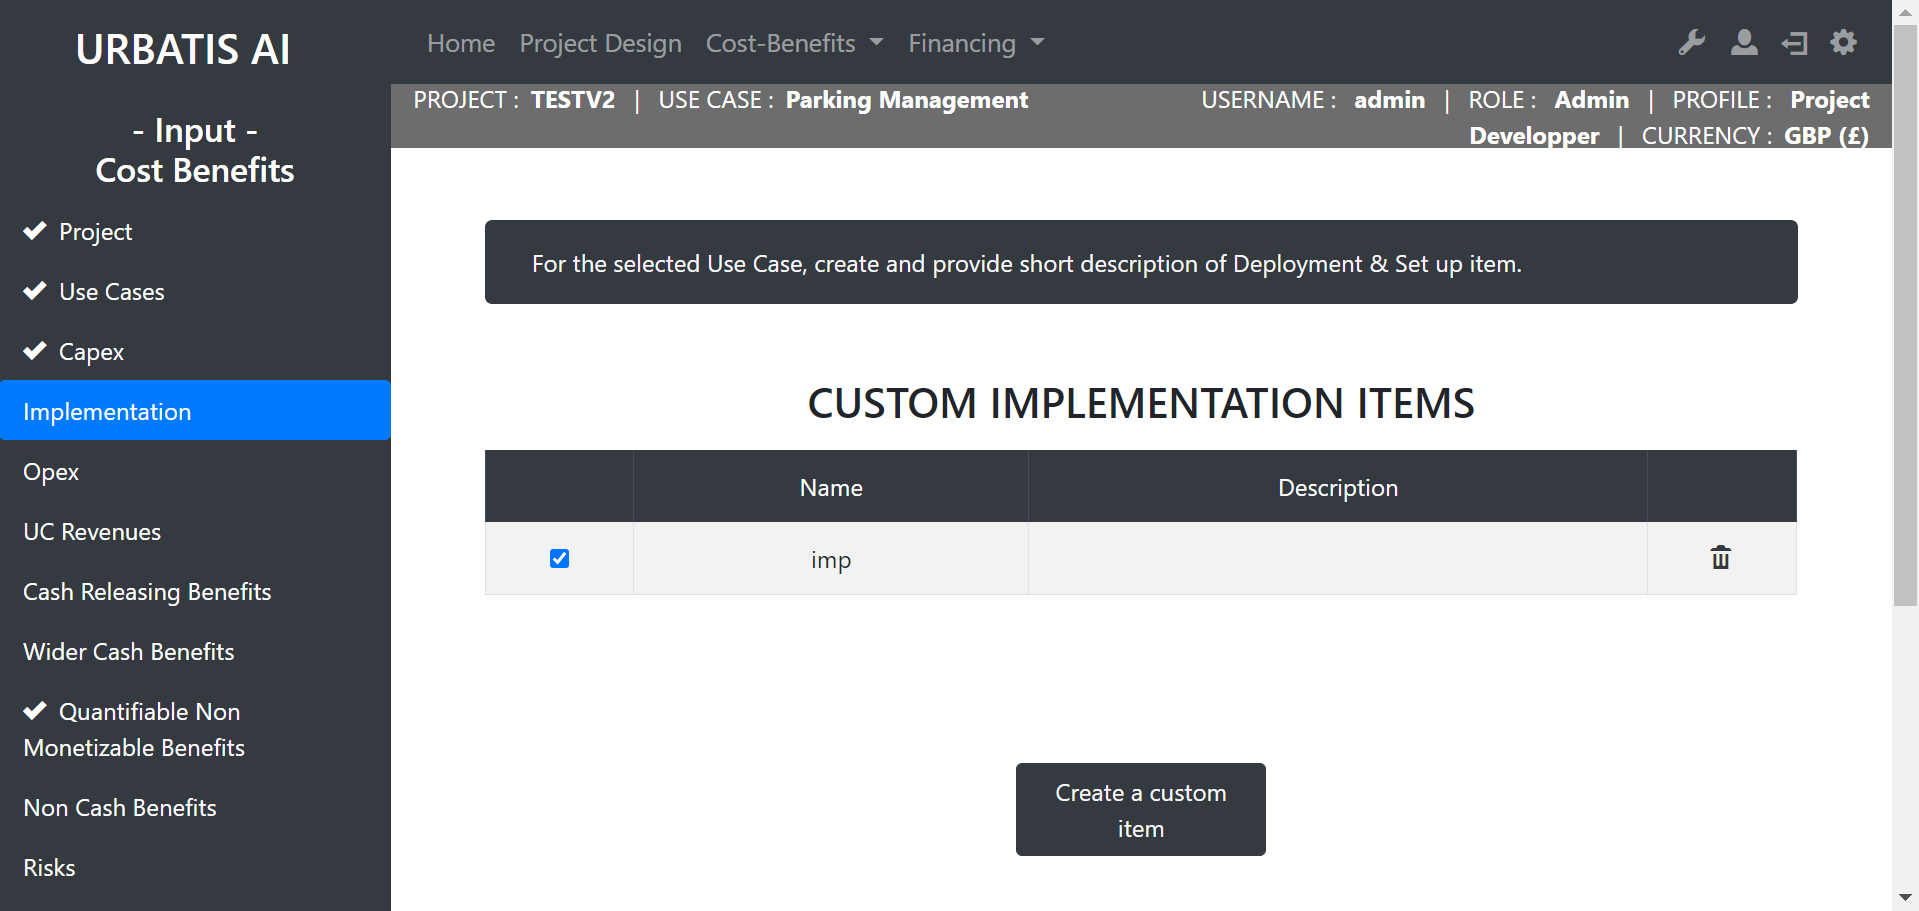 URBATIS AI
- Input -
Cost Benefits
Project
Use Cases
Capex
Implementation
Opex
UC Revenues
Cash Releasing Benefits
Wider Cash Benefits
Quantifiable Non
Monetizable Benefits
Non Cash Benefits
Risks
Home Project Design Cost-Benefits Financing
PROJECT : TESTV2 | USE CASE : Parking Management
USERNAME : admin | ROLE : Admin | PROFILE : Project
Developper | CURRENCY : GBP (£)
For the selected Use Case, create and provide short description of Deployment & Set up item.
CUSTOM IMPLEMENTATION ITEMS
Name Description
imp
Create a custom
item